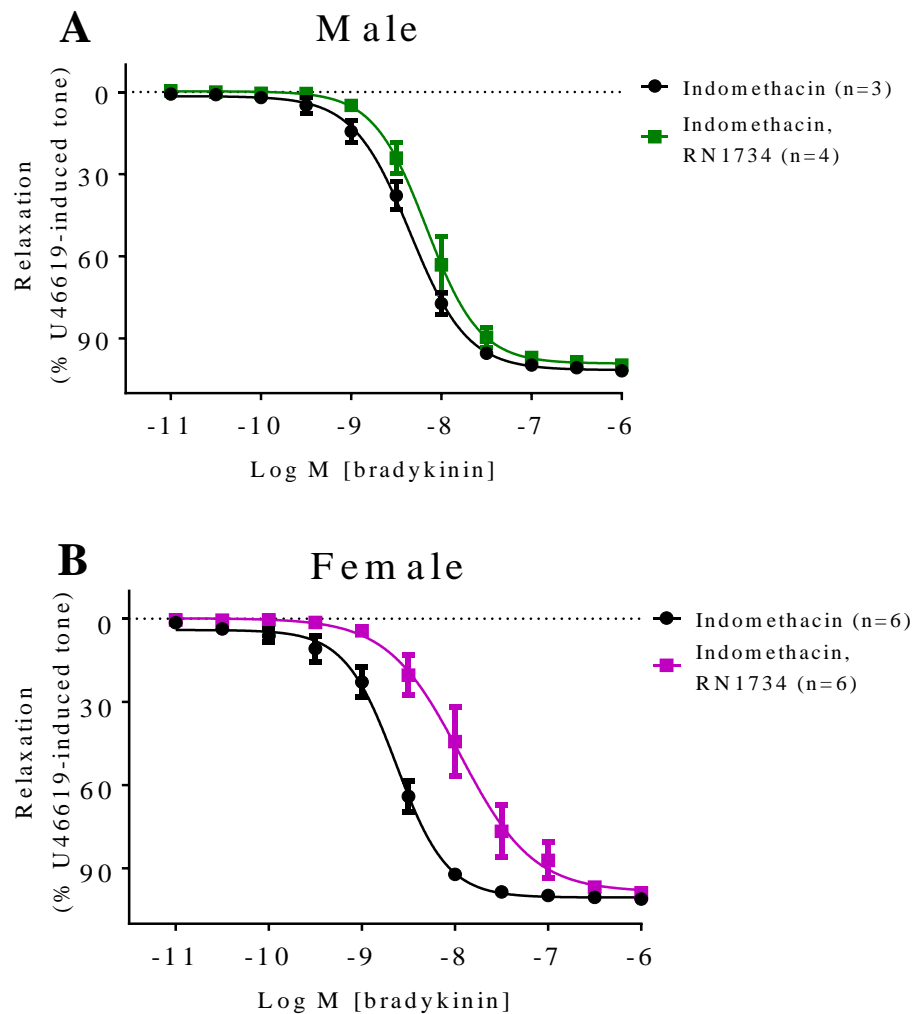 A
Male
0
30
60
90
Relaxation
(% U46619-induced tone)
-11 -10 -9 -8 -7 -6
Log M [bradykinin]
Indomethacin (n=3)
Indomethacin,
RN1734 (n=4)
B
Female
0
30
60
90
Relaxation
(% U46619-induced tone)
-11 -10 -9 -8 -7 -6
Log M [bradykinin]
Indomethacin (n=6)
Indomethacin,
RN1734 (n=6)